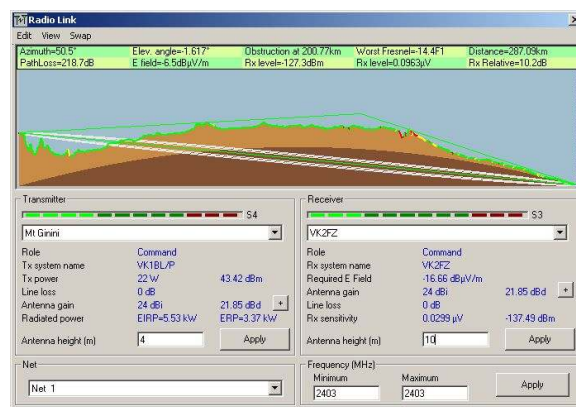 Radio Link
Edit View Swap
Azimuth=50.5° Elev. angle=-1.617° Obstruction at 200.77km Worst Fresnel=-14.4F1 Distance=287.09km
PathLoss=218.7dB E field=-6.5dBµV/m Rx level=-127.3dBm Rx level=0.0963µV Rx Relative=10.2dB
Transmitter
S4
Mt Ginini
Role Command
Tx system name VK1BL/P
Tx power 22 W 43.42 dBm
Line loss 0 dB
Antenna gain 24 dBi 21.85 dBd +
Radiated power EIRP=5.53 kW ERP=3.37 kW
Antenna height (m) 4 Apply
Receiver
S3
VK2FZ
Role Command
Rx system name VK2FZ
Required E Field -16.66 dBµV/m
Antenna gain 24 dBi 21.85 dBd +
Line loss 0 dB
Rx sensitivity 0.0299 µV -137.49 dBm
Antenna height (m) 10 Apply
Net
Net 1
Frequency (MHz)
Minimum Maximum
2403 2403 Apply